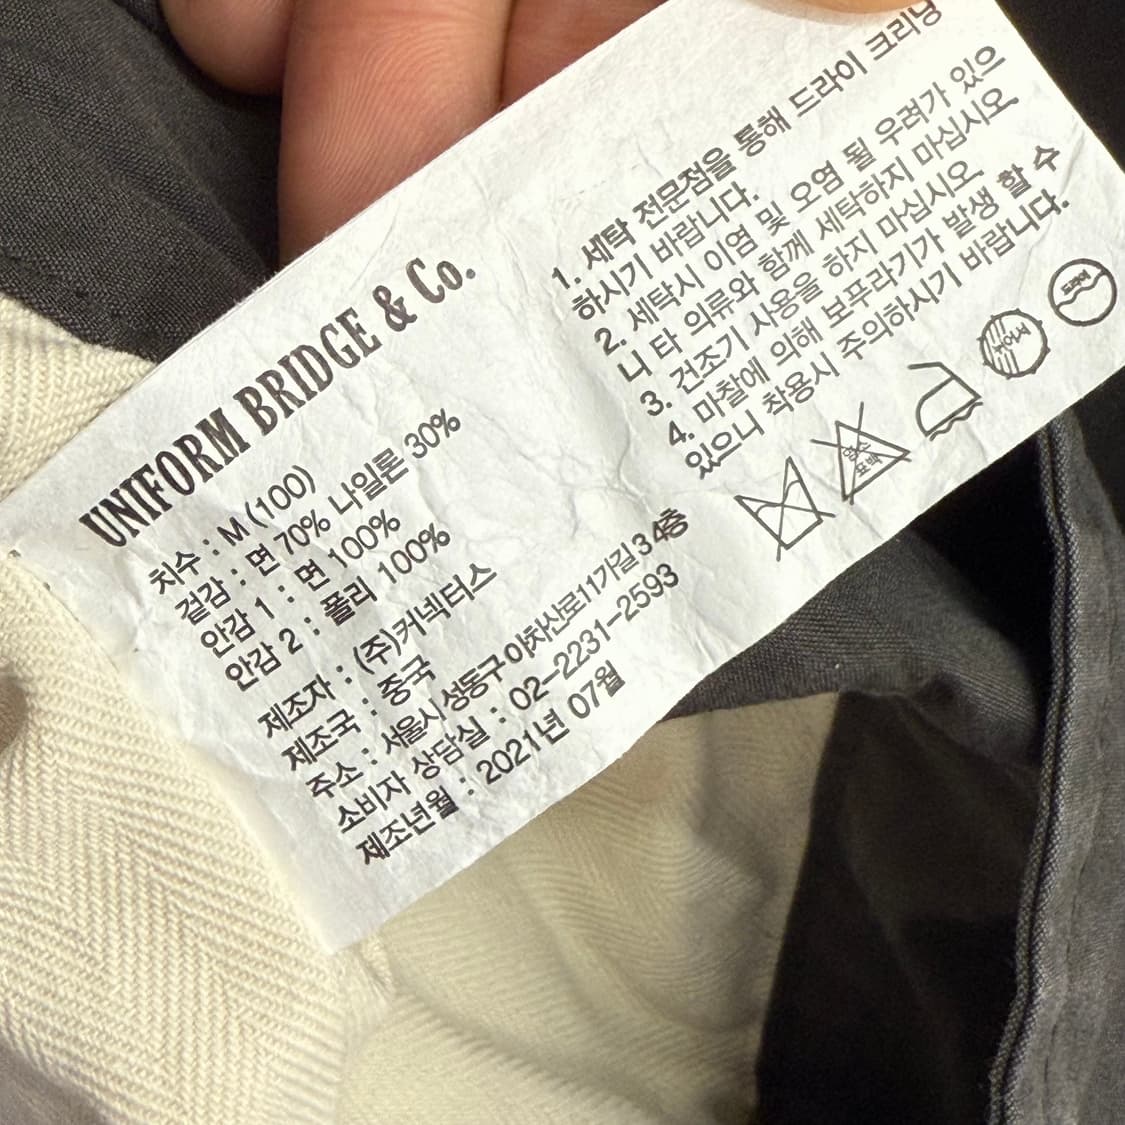 UNIFORM BRIDGE & Co.
치수 : M (100)
겉감 : 면 70% 나일론 30%
안감 1 : 면 100%
안감 2 : 폴리 100%
제조자 : (주)커넥터스
제조국 : 중국
주소 : 서울시 성동구 아차산로11가길 3 4층
소비자 상담실 : 02-2231-2593
제조년월 : 2021년 07월
1. 세탁 전문점을 통해 드라이 크리닝
하시기 바랍니다.
2. 세탁시 이염 및 오염 될 우려가 있으
니 타 의류와 함께 세탁하지 마십시오.
3. 건조기 사용을 하지 마십시오
4. 마찰에 의해 보푸라기가 발생 할 수
있으니 착용시 주의하시기 바랍니다.
염소
표백
드라이